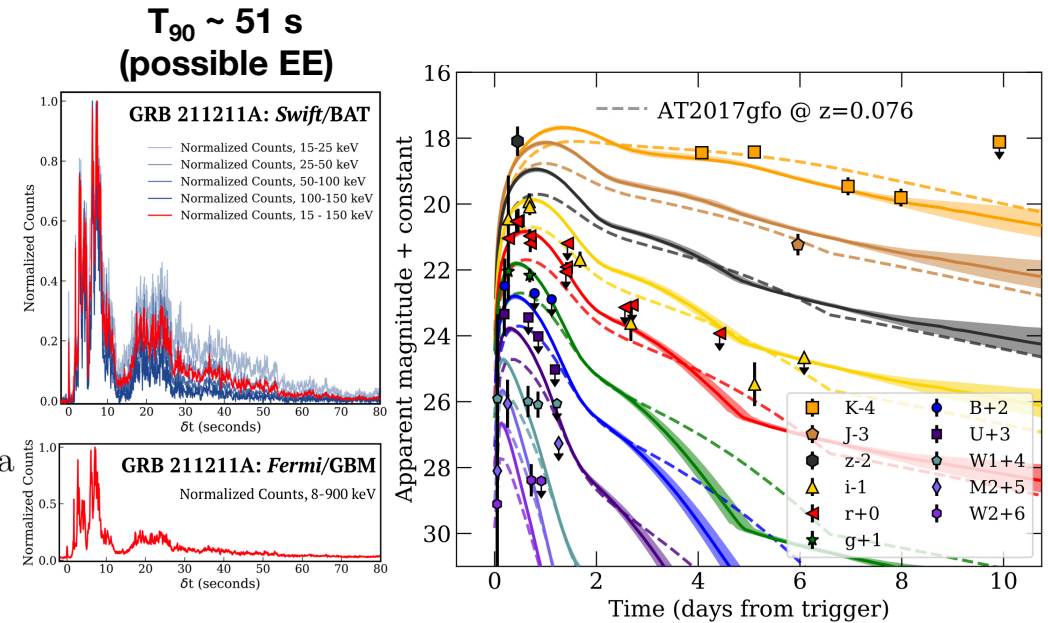 T90 ~ 51 s
(possible EE)
GRB 211211A: Swift/BAT
Normalized Counts, 15-25 keV
Normalized Counts, 25-50 keV
Normalized Counts, 50-100 keV
Normalized Counts, 100-150 keV
Normalized Counts, 15 - 150 keV
Normalized Counts
1.0
0.8
0.6
0.4
0.2
0.0
0 10 20 30 40 50 60 70 80
δt (seconds)
a
GRB 211211A: Fermi/GBM
Normalized Counts, 8-900 keV
Normalized Counts
1.0
0.5
0.0
0 10 20 30 40 50 60 70 80
δt (seconds)
AT2017gfo @ z=0.076
Apparent magnitude + constant
16
18
20
22
24
26
28
30
K-4
J-3
z-2
i-1
r+0
g+1
B+2
U+3
W1+4
M2+5
W2+6
0 2 4 6 8 10
Time (days from trigger)